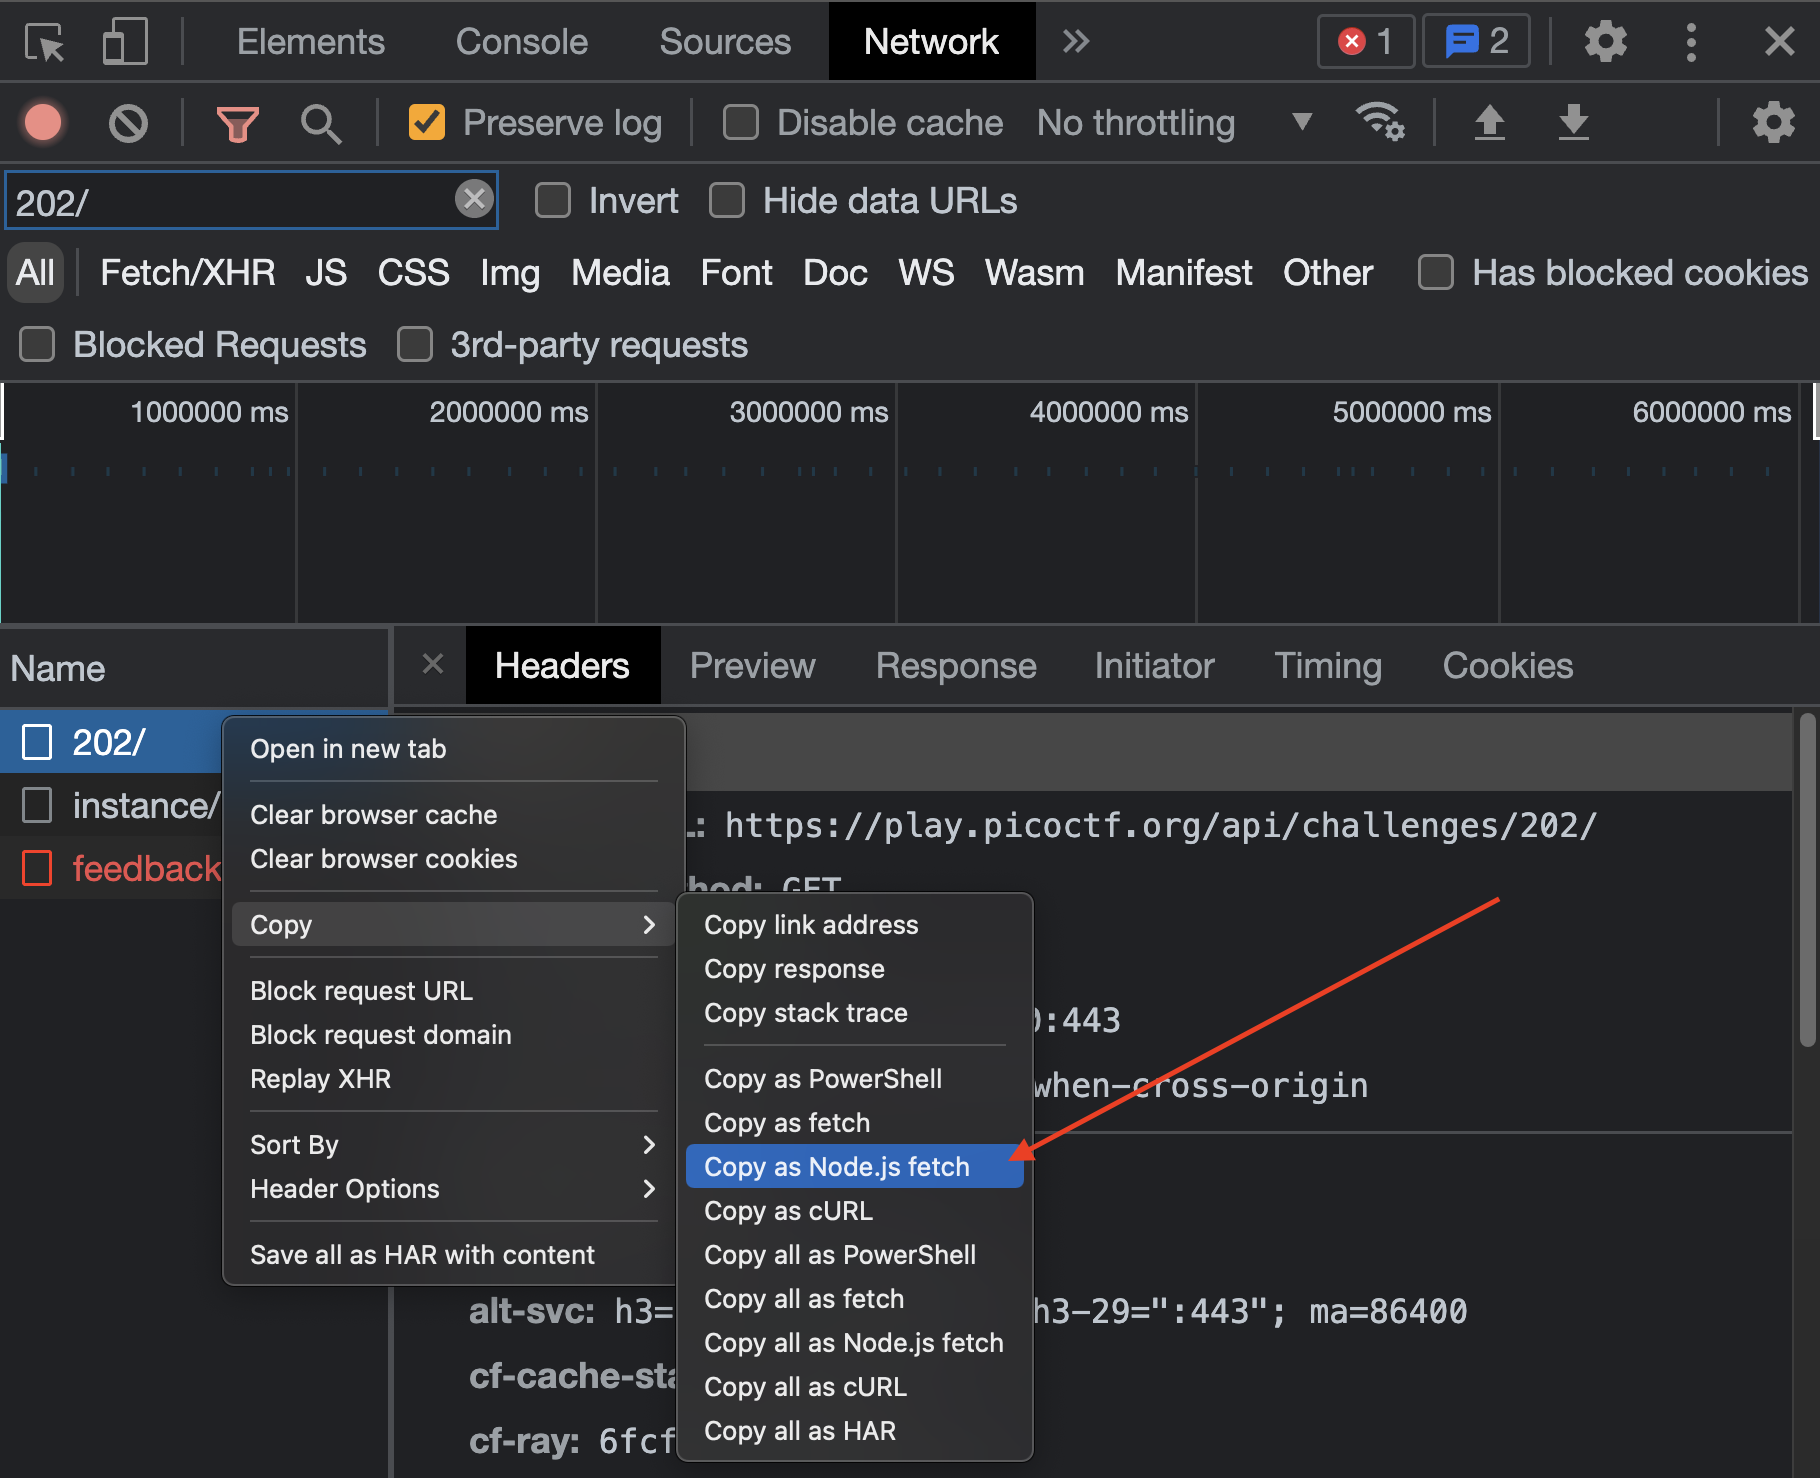 Elements Console Sources Network 1 2
Preserve log Disable cache No throttling
202/ Invert Hide data URLs
All Fetch/XHR JS CSS Img Media Font Doc WS Wasm Manifest Other Has blocked cookies
Blocked Requests 3rd-party requests
1000000 ms 2000000 ms 3000000 ms 4000000 ms 5000000 ms 6000000 ms
Name
Headers Preview Response Initiator Timing Cookies
202/
instance/
feedback
Open in new tab
Clear browser cache
Clear browser cookies
Copy
Block request URL
Block request domain
Replay XHR
Sort By
Header Options
Save all as HAR with content
https://play.picoctf.org/api/challenges/202/
GET
Copy link address
Copy response
Copy stack trace
Copy as PowerShell
Copy as fetch
Copy as Node.js fetch
Copy as cURL
Copy all as PowerShell
Copy all as fetch
Copy all as Node.js fetch
Copy all as cURL
Copy all as HAR
:443
when-cross-origin
alt-svc: h3= h3-29=":443"; ma=86400
cf-cache-sta
cf-ray: 6fcf